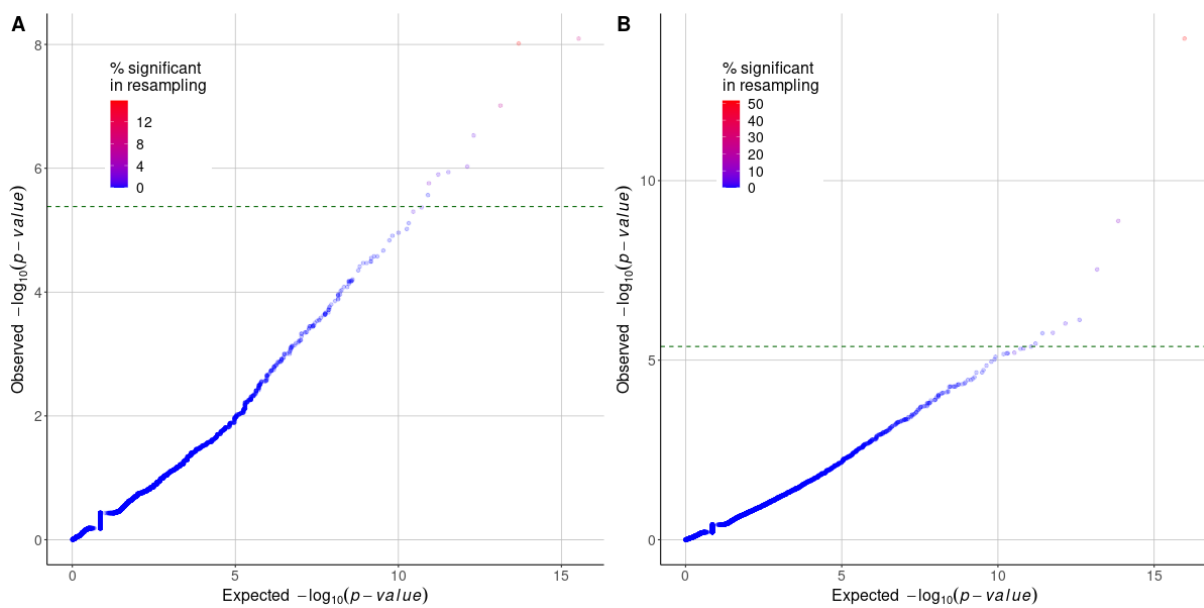 A
% significant
in resampling
12
8
4
0
Observed −log₁₀(p − value)
8
6
4
2
0
0
5
10
15
Expected −log₁₀(p − value)
B
% significant
in resampling
50
40
30
20
10
0
Observed −log₁₀(p − value)
10
5
0
0
5
10
15
Expected −log₁₀(p − value)